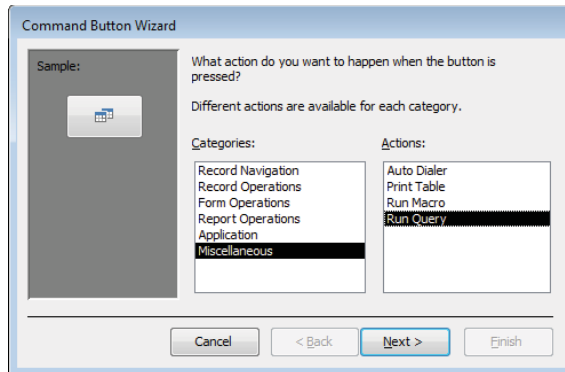 Command Button Wizard
Sample:
What action do you want to happen when the button is
pressed?
Different actions are available for each category.
Categories:
Actions:
Record Navigation
Record Operations
Form Operations
Report Operations
Application
Miscellaneous
Auto Dialer
Print Table
Run Macro
Run Query
Cancel
< Back
Next >
Finish